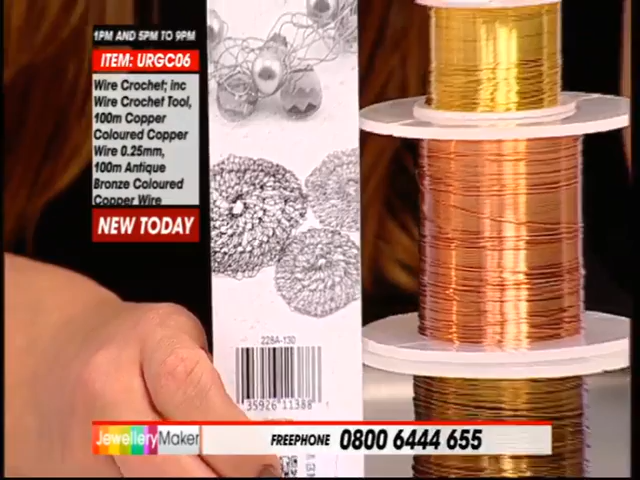 1PM AND 5PM TO 9PM
ITEM: URGC06
Wire Crochet; inc
Wire Crochet Tool,
100m Copper
Coloured Copper
Wire 0.25mm,
100m Antique
Bronze Coloured
Copper Wire
NEW TODAY
228A-130
35926 11388
JewelleryMaker
FREEPHONE 0800 6444 655